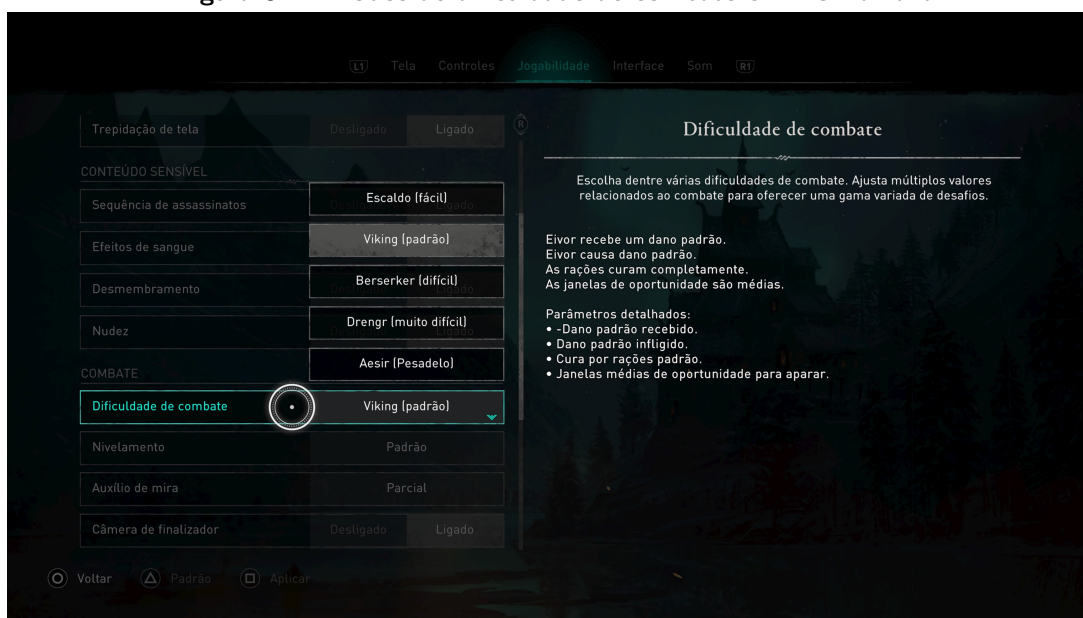 L1 Tela Controles Jogabilidade Interface Som R1
Trepidação de tela Desligado Ligado
R
CONTEÚDO SENSÍVEL
Sequência de assassinatos
Efeitos de sangue
Desmembramento
Nudez
Escaldo (fácil)
Viking (padrão)
Berserker (difícil)
Drengr (muito difícil)
Aesir (Pesadelo)
COMBATE
Dificuldade de combate Viking (padrão)
Nivelamento Padrão
Auxílio de mira Parcial
Câmera de finalizador Desligado Ligado
Voltar Padrão Aplicar
Dificuldade de combate
Escolha dentre várias dificuldades de combate. Ajusta múltiplos valores
relacionados ao combate para oferecer uma gama variada de desafios.
Eivor recebe um dano padrão.
Eivor causa dano padrão.
As rações curam completamente.
As janelas de oportunidade são médias.
Parâmetros detalhados:
• -Dano padrão recebido.
• Dano padrão infligido.
• Cura por rações padrão.
• Janelas médias de oportunidade para aparar.